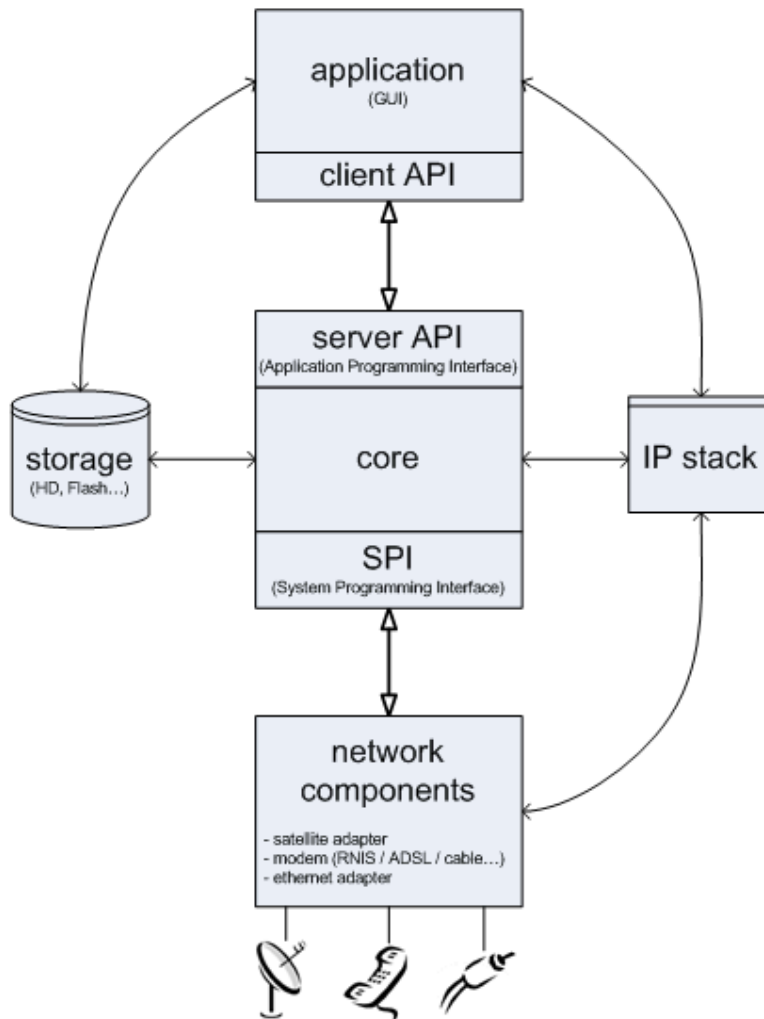 application
(GUI)
client API
server API
(Application Programming Interface)
storage
(HD, Flash...)
core
IP stack
SPI
(System Programming Interface)
network
components
- satellite adapter
- modem (RNIS / ADSL / cable...)
- ethernet adapter